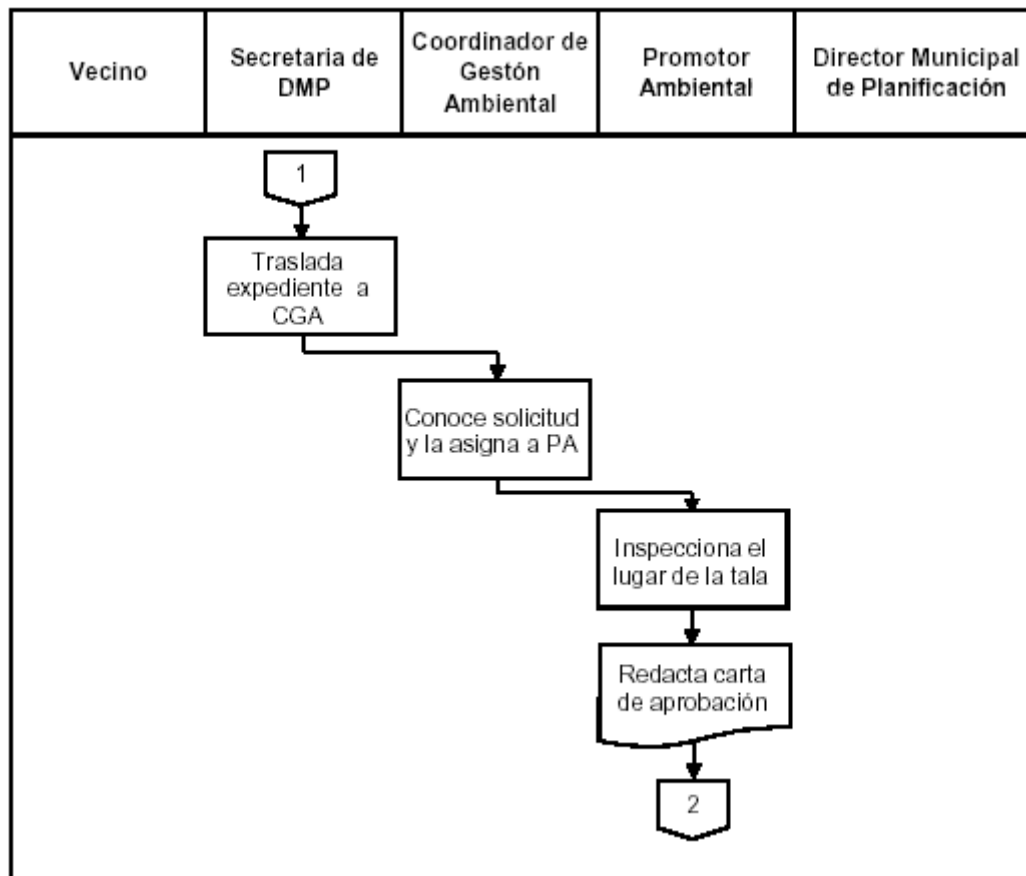 Vecino
Secretaria de
DMP
Coordinador de
Gestón
Ambiental
Promotor
Ambiental
Director Municipal
de Planificación
1
Traslada
expediente a
CGA
Conoce solicitud
y la asigna a PA
Inspecciona el
lugar de la tala
Redacta carta
de aprobación
2